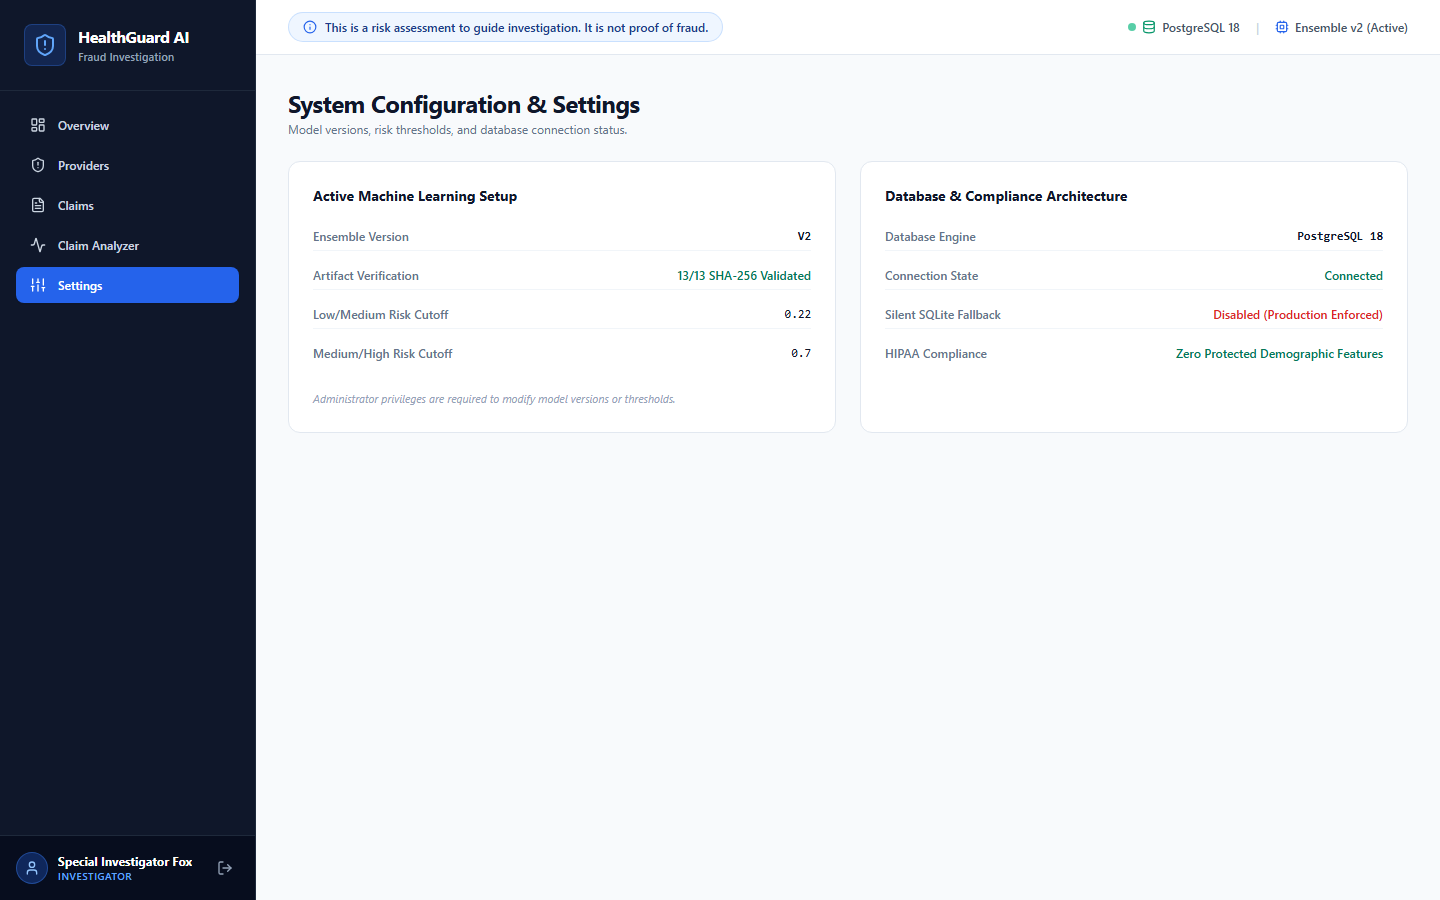 HealthGuard AI
Fraud Investigation
Overview
Providers
Claims
Claim Analyzer
Settings
Special Investigator Fox
INVESTIGATOR
This is a risk assessment to guide investigation. It is not proof of fraud.
PostgreSQL 18 | Ensemble v2 (Active)
System Configuration & Settings
Model versions, risk thresholds, and database connection status.
Active Machine Learning Setup
Ensemble Version V2
Artifact Verification 13/13 SHA-256 Validated
Low/Medium Risk Cutoff 0.22
Medium/High Risk Cutoff 0.7
Administrator privileges are required to modify model versions or thresholds.
Database & Compliance Architecture
Database Engine PostgreSQL 18
Connection State Connected
Silent SQLite Fallback Disabled (Production Enforced)
HIPAA Compliance Zero Protected Demographic Features